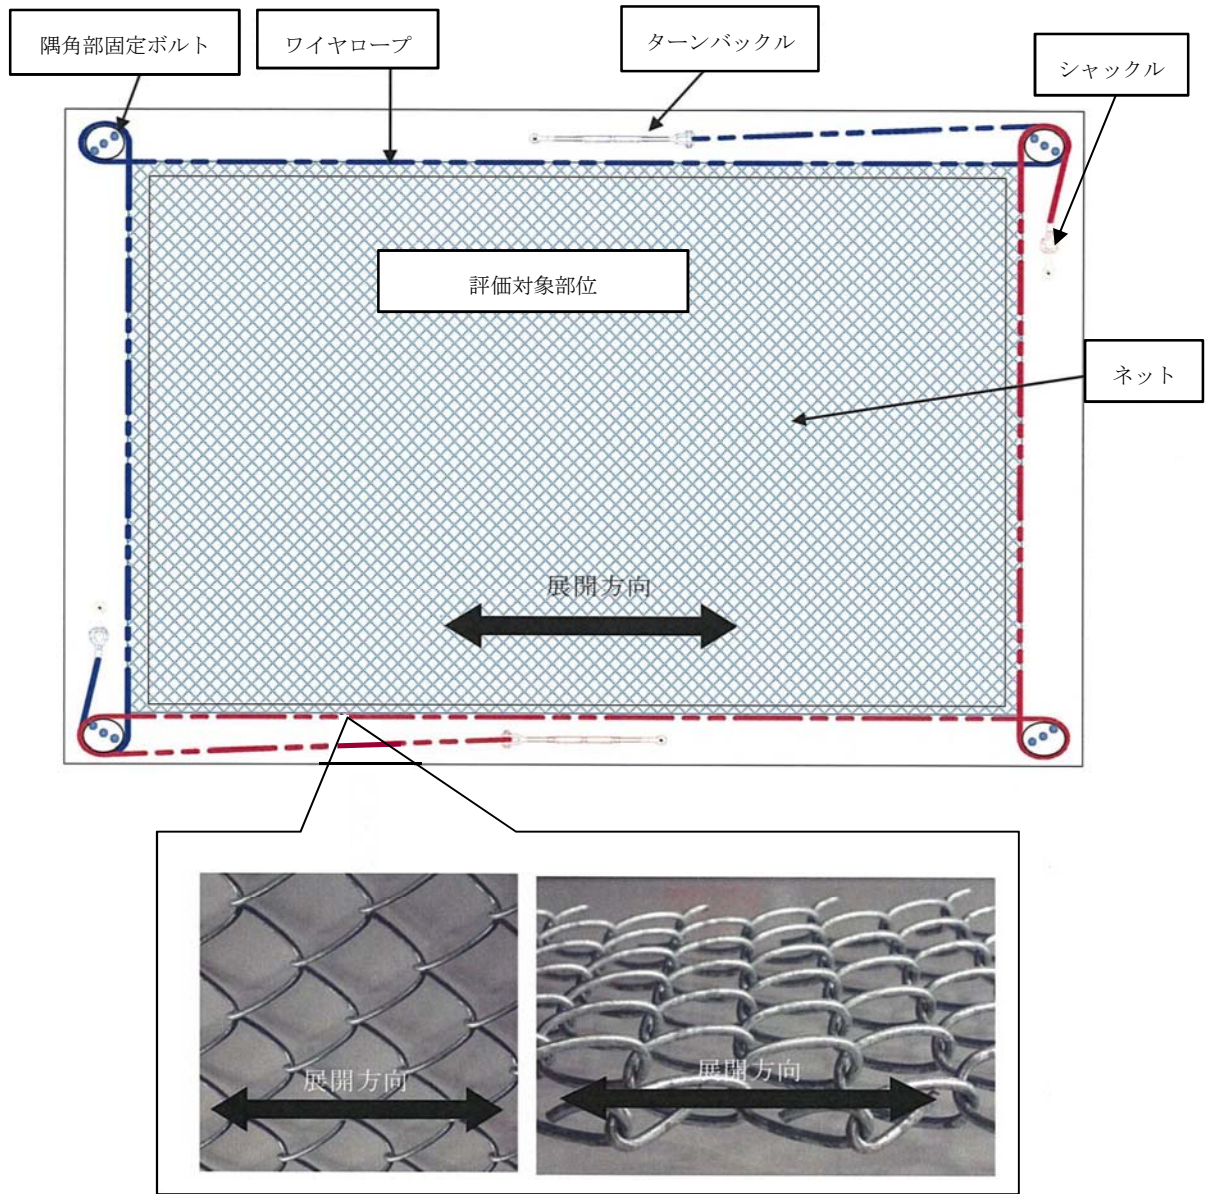 隅角部固定ボルト
ワイヤロープ
ターンバックル
シャックル
評価対象部位
ネット
展開方向
展開方向
展開方向